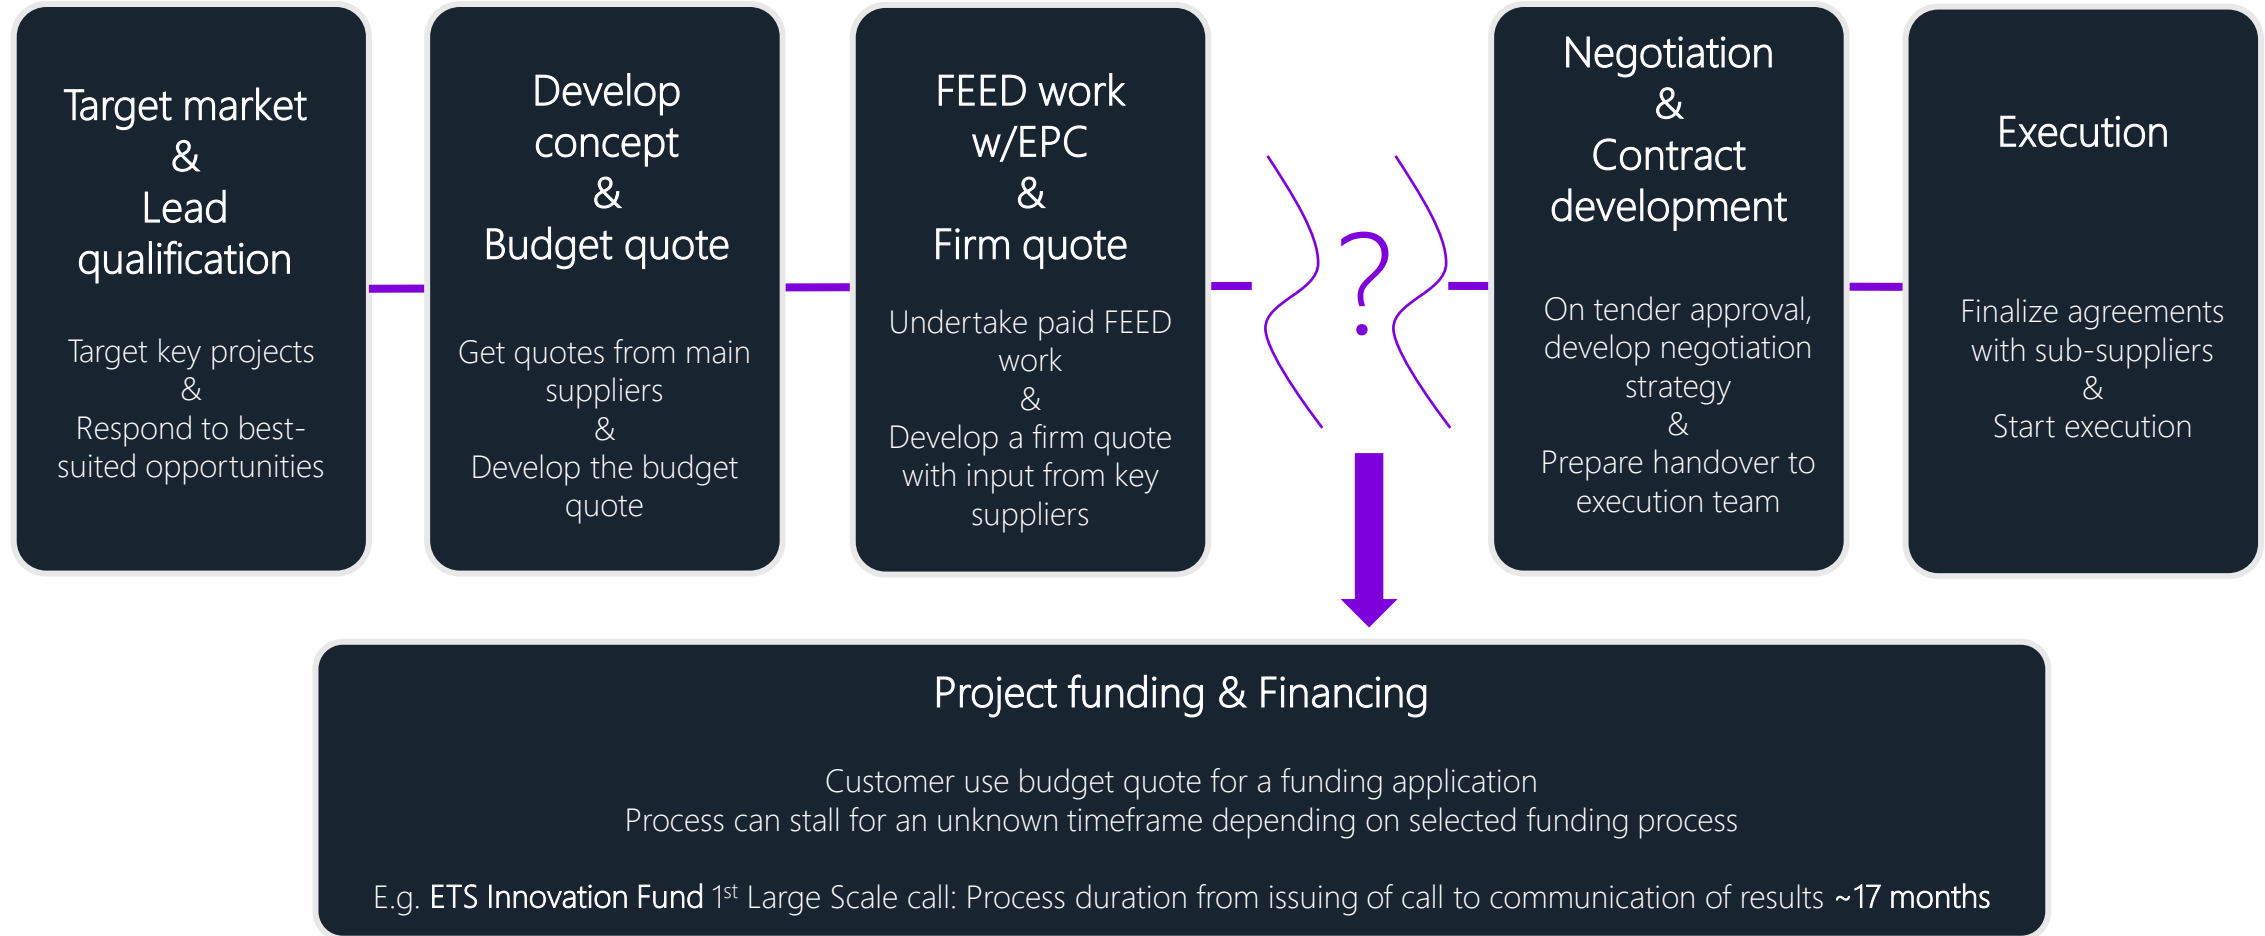 Target market
&
Lead
qualification
Target key projects
&
Respond to best-
suited opportunities
Develop
concept
&
Budget quote
Get quotes from main
suppliers
&
Develop the budget
quote
FEED work
w/EPC
&
Firm quote
Undertake paid FEED
work
&
Develop a firm quote
with input from key
suppliers
?
Negotiation
&
Contract
development
On tender approval,
develop negotiation
strategy
&
Prepare handover to
execution team
Execution
Finalize agreements
with sub-suppliers
&
Start execution
Project funding & Financing
Customer use budget quote for a funding application
Process can stall for an unknown timeframe depending on selected funding process
E.g. ETS Innovation Fund 1st Large Scale call: Process duration from issuing of call to communication of results ~17 months